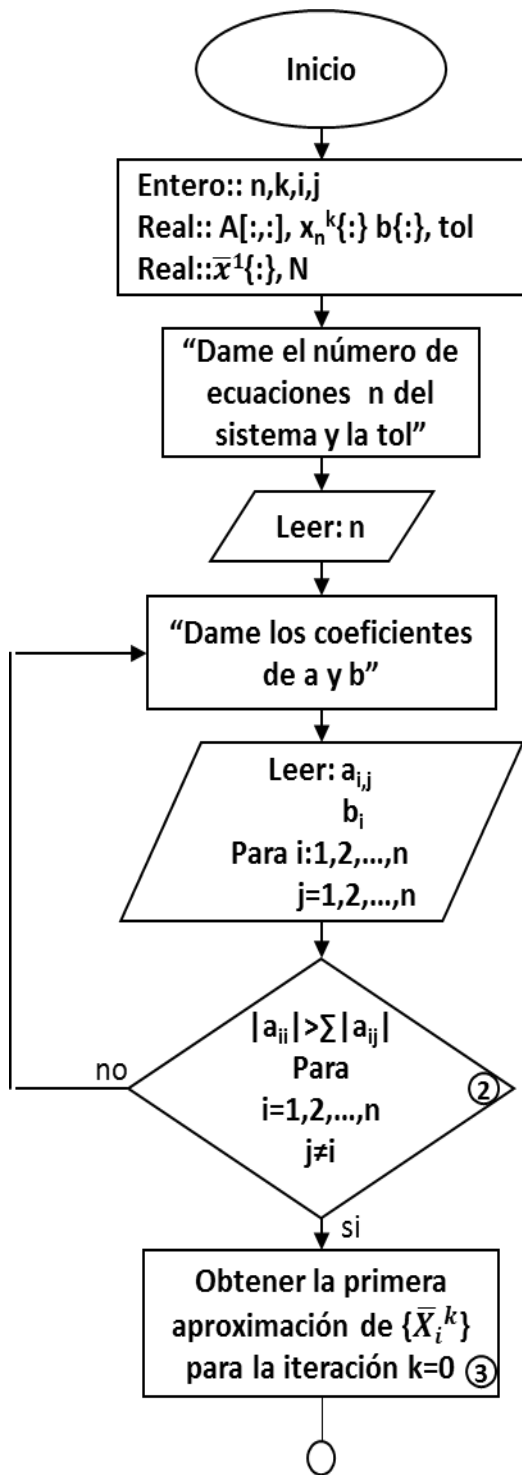 Inicio
Entero:: n,k,i,j
Real:: A[:,:], xₙᵏ{:} b{:}, tol
Real::x̅¹{:}, N
“Dame el número de
ecuaciones n del
sistema y la tol”
Leer: n
“Dame los coeficientes
de a y b”
Leer: aᵢ,ⱼ
bᵢ
Para i:1,2,...,n
j=1,2,...,n
|aᵢᵢ|>∑|aᵢⱼ|
Para
i=1,2,...,n
j≠i
②
no
si
Obtener la primera
aproximación de {X̅ᵢᵏ}
para la iteración k=0 ③